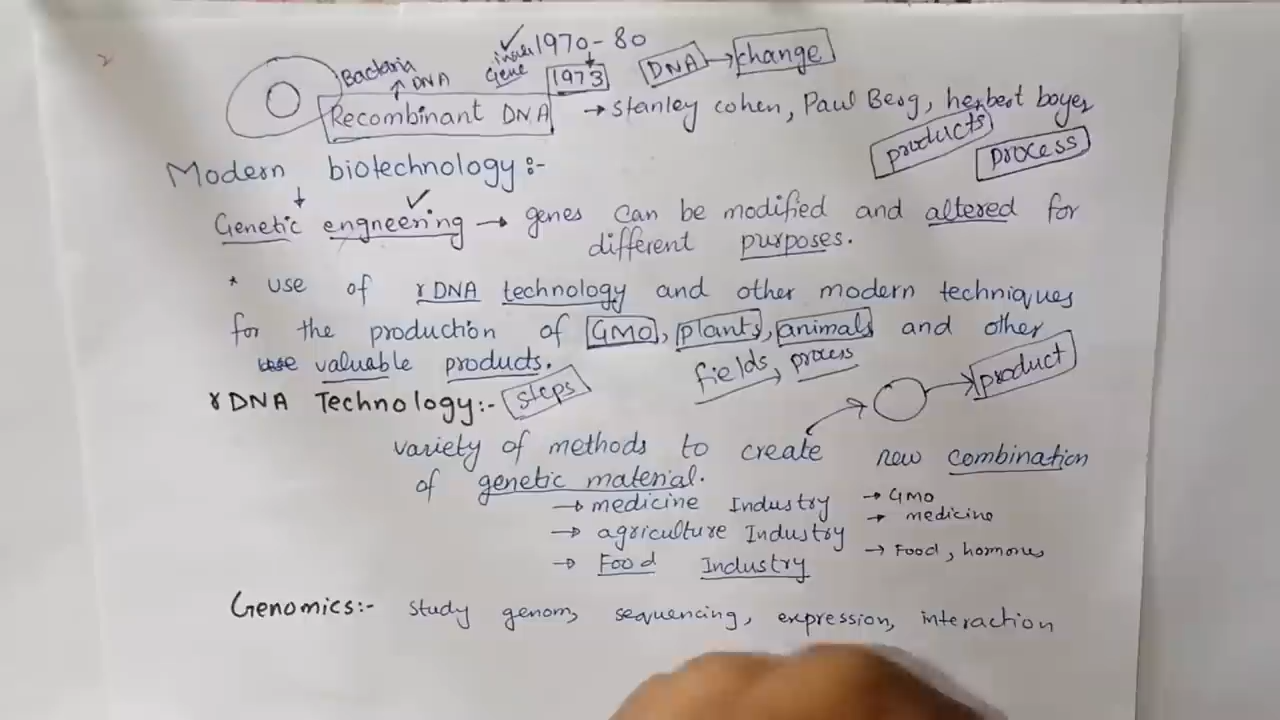 1970-80
Gene 1973 DNA → change
Bacteria
↑ DNA
Recombinant DNA → stanley cohen, Paul Berg, herbert boyer
products
process
Modern biotechnology:-
Genetic engneering → genes can be modified and altered for
different purposes.
* use of rDNA technology and other modern techniques
for the production of GMO, plants, animals and other
valuable products.
fields, process
product
rDNA Technology:- steps
variety of methods to create new combination
of genetic material.
→ medicine Industry → GMO
→ medicine
→ agriculture Industry
→ Food, hormones
→ Food Industry
Genomics:- study genom, sequencing, expression, interaction